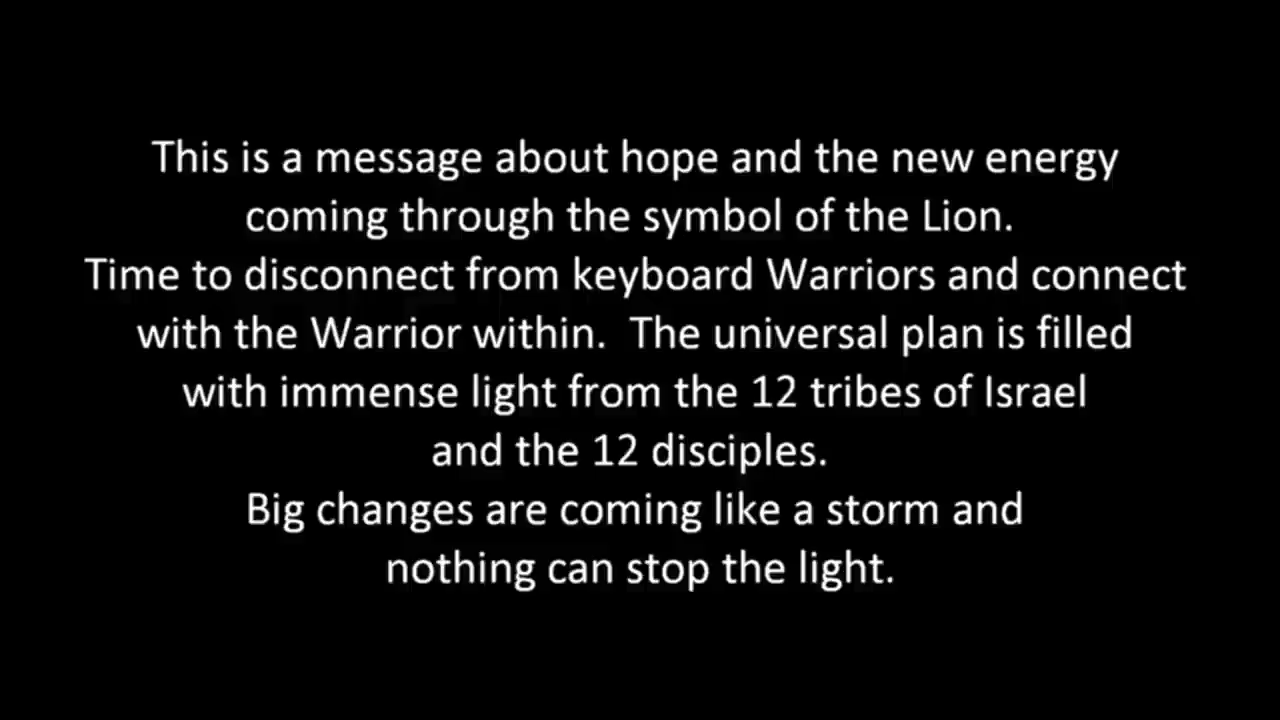 This is a message about hope and the new energy
coming through the symbol of the Lion.
Time to disconnect from keyboard Warriors and connect
with the Warrior within.  The universal plan is filled
with immense light from the 12 tribes of Israel
and the 12 disciples.
Big changes are coming like a storm and
nothing can stop the light.